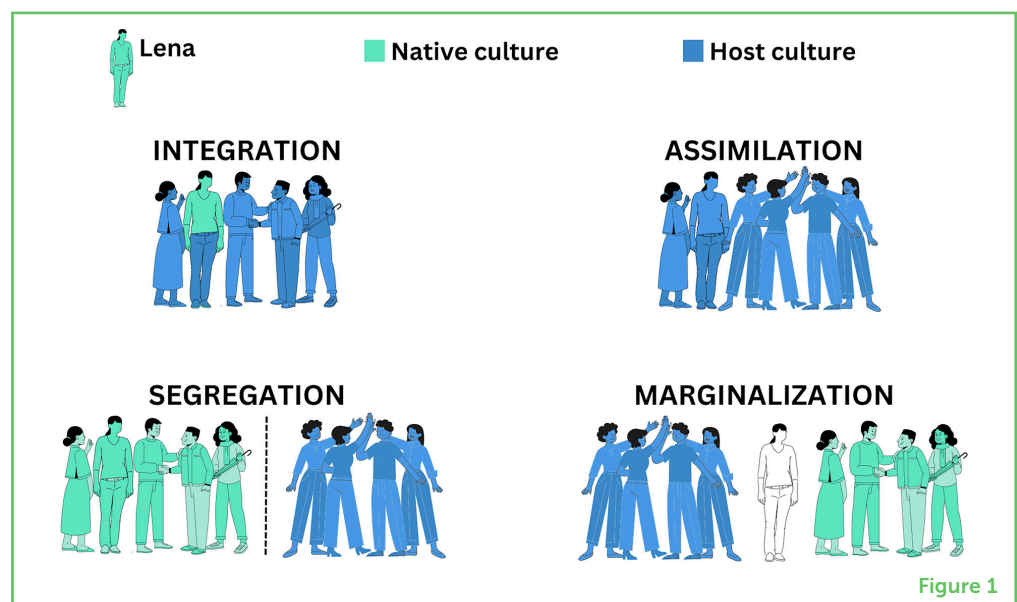 Lena
Native culture
Host culture
INTEGRATION
ASSIMILATION
SEGREGATION
MARGINALIZATION
Figure 1